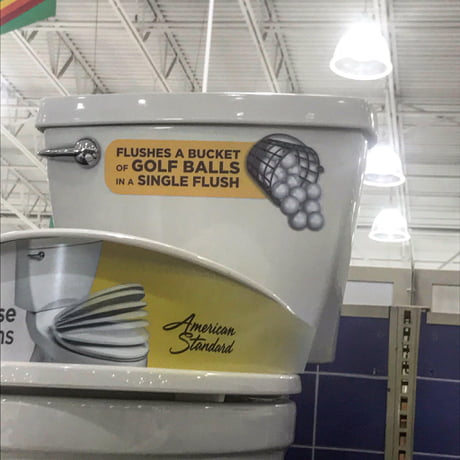 FLUSHES A BUCKET
OF GOLF BALLS
IN A SINGLE FLUSH
American
Standard